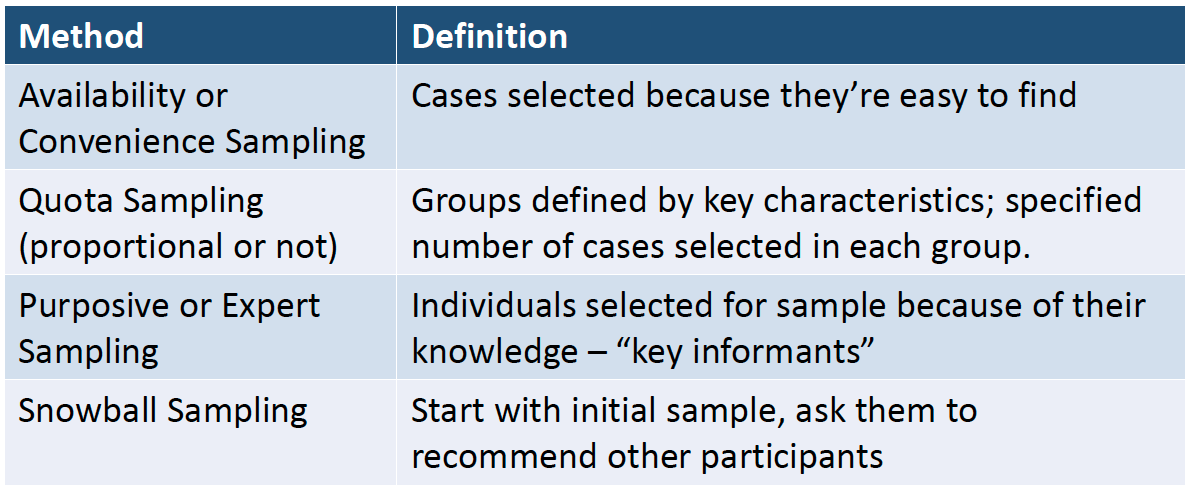 Method
Definition
Availability or
Convenience Sampling
Cases selected because they’re easy to find
Quota Sampling
(proportional or not)
Groups defined by key characteristics; specified
number of cases selected in each group.
Purposive or Expert
Sampling
Individuals selected for sample because of their
knowledge – “key informants”
Snowball Sampling
Start with initial sample, ask them to
recommend other participants